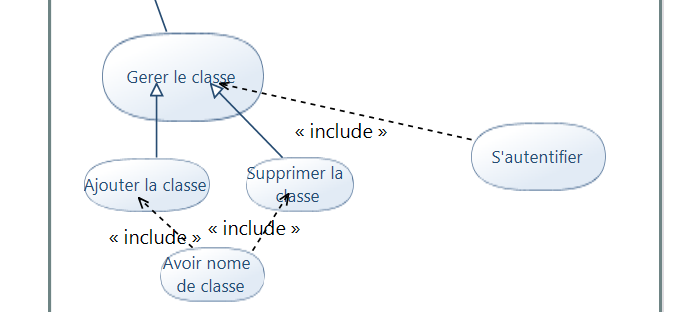 Gerer le classe
« include »
S'autentifier
Ajouter la classe
Supprimer la
classe
« include »
« include »
Avoir nome
de classe